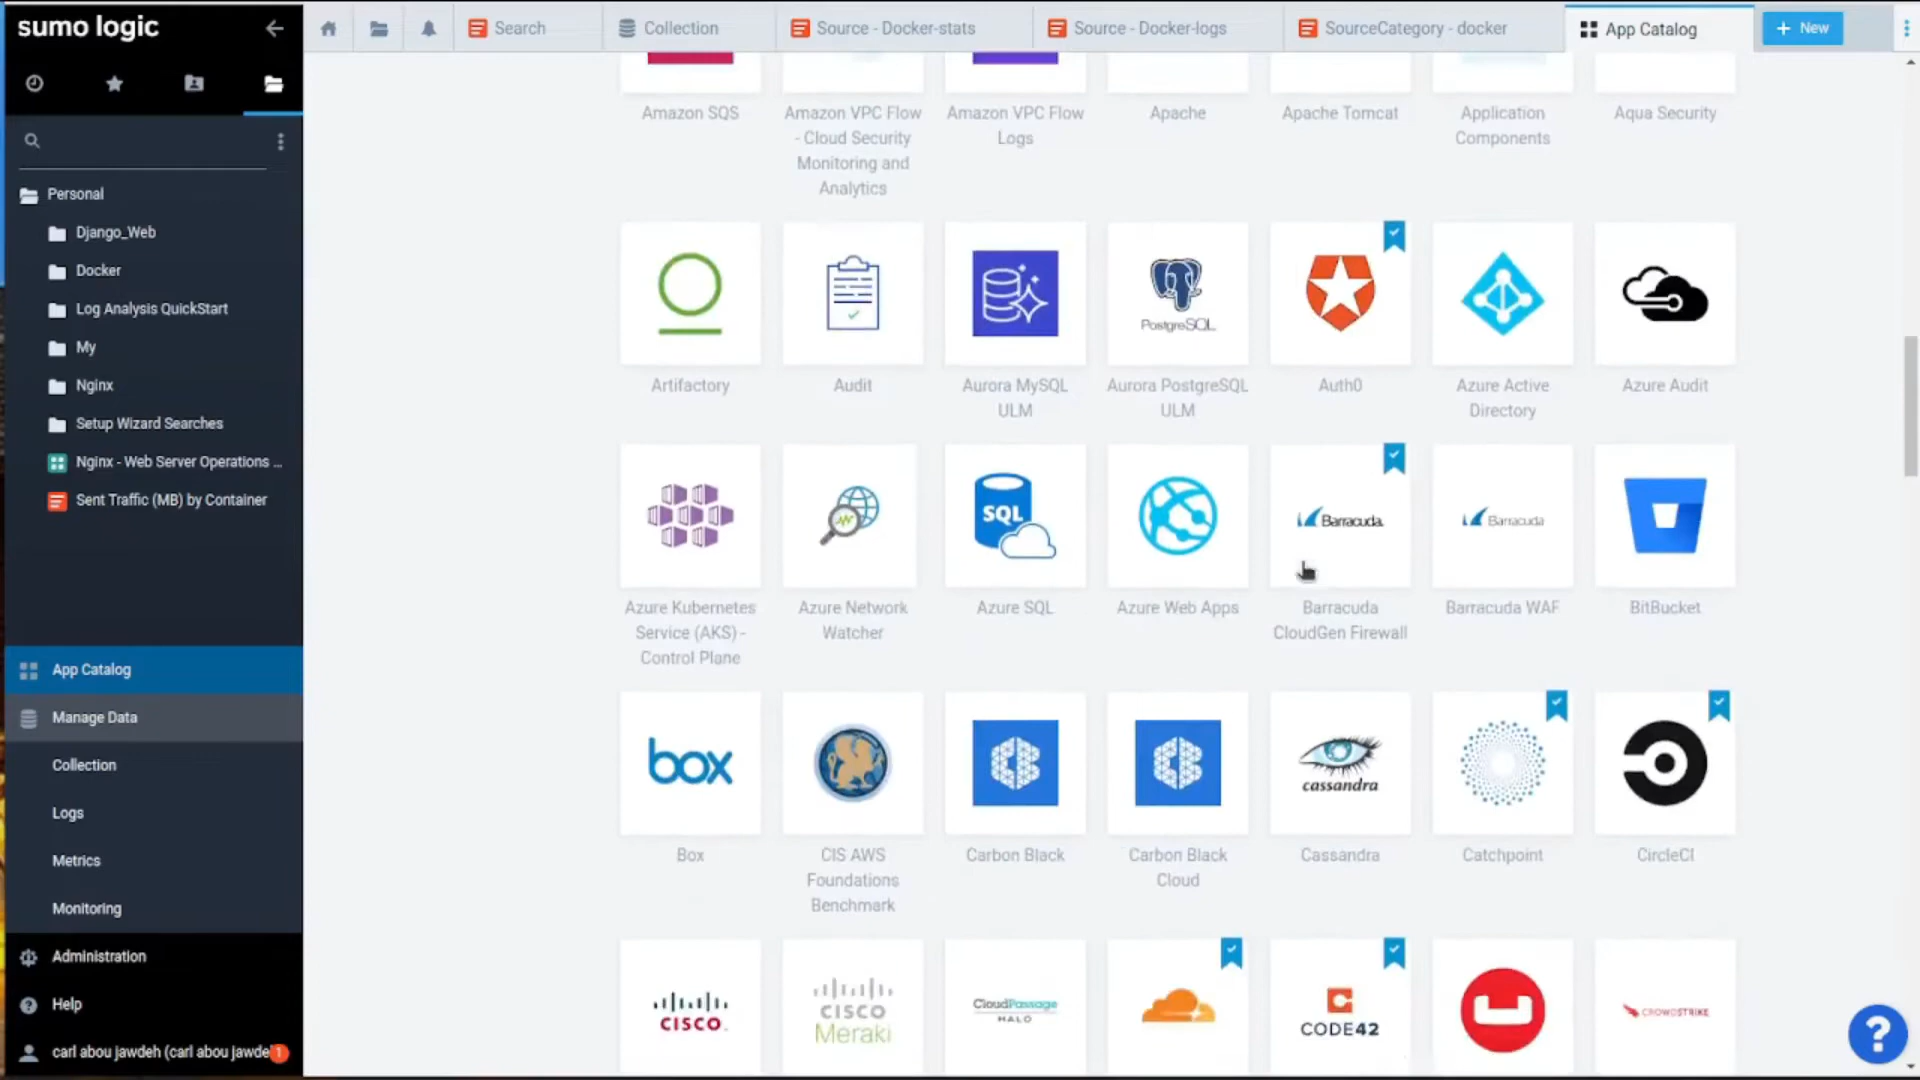 sumo logic
Search
Collection
Source - Docker-stats
Source - Docker-logs
SourceCategory - docker
App Catalog
+ New
Personal
Django_Web
Docker
Log Analysis QuickStart
My
Nginx
Setup Wizard Searches
Nginx - Web Server Operations ...
Sent Traffic (MB) by Container
App Catalog
Manage Data
Collection
Logs
Metrics
Monitoring
Administration
Help
carl abou jawdeh (carl abou jawde
1
Amazon SQS
Amazon VPC Flow
- Cloud Security
Monitoring and
Analytics
Amazon VPC Flow
Logs
Apache
Apache Tomcat
Application
Components
Aqua Security
PostgreSQL
Artifactory
Audit
Aurora MySQL
ULM
Aurora PostgreSQL
ULM
Auth0
Azure Active
Directory
Azure Audit
SQL
Barracuda
Barracuda
Azure Kubernetes
Service (AKS) -
Control Plane
Azure Network
Watcher
Azure SQL
Azure Web Apps
Barracuda
CloudGen Firewall
Barracuda WAF
BitBucket
box
cassandra
Box
CIS AWS
Foundations
Benchmark
Carbon Black
Carbon Black
Cloud
Cassandra
Catchpoint
CircleCI
CISCO
CISCO
Meraki
CloudPassage
HALO
CODE42
CROWDSTRIKE
?